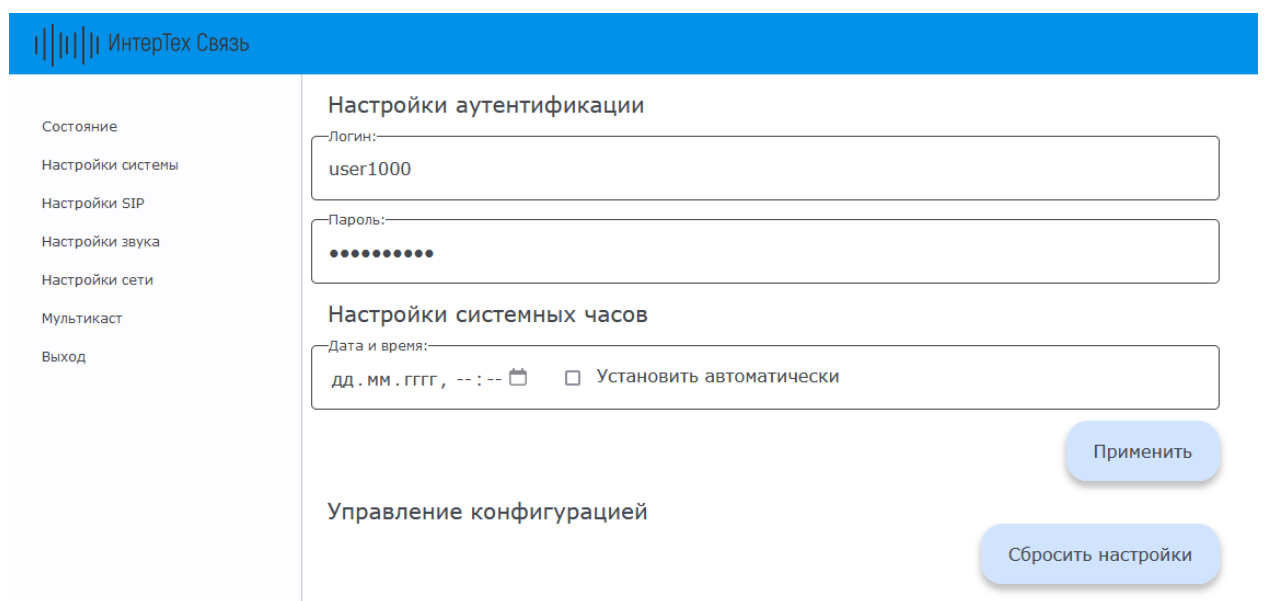 ИнтерТех Связь
Состояние
Настройки системы
Настройки SIP
Настройки звука
Настройки сети
Мультикаст
Выход
Настройки аутентификации
Логин:
user1000
Пароль:
••••••••••
Настройки системных часов
Дата и время:
дд.мм.гггг, --:-- Установить автоматически
Применить
Управление конфигурацией
Сбросить настройки